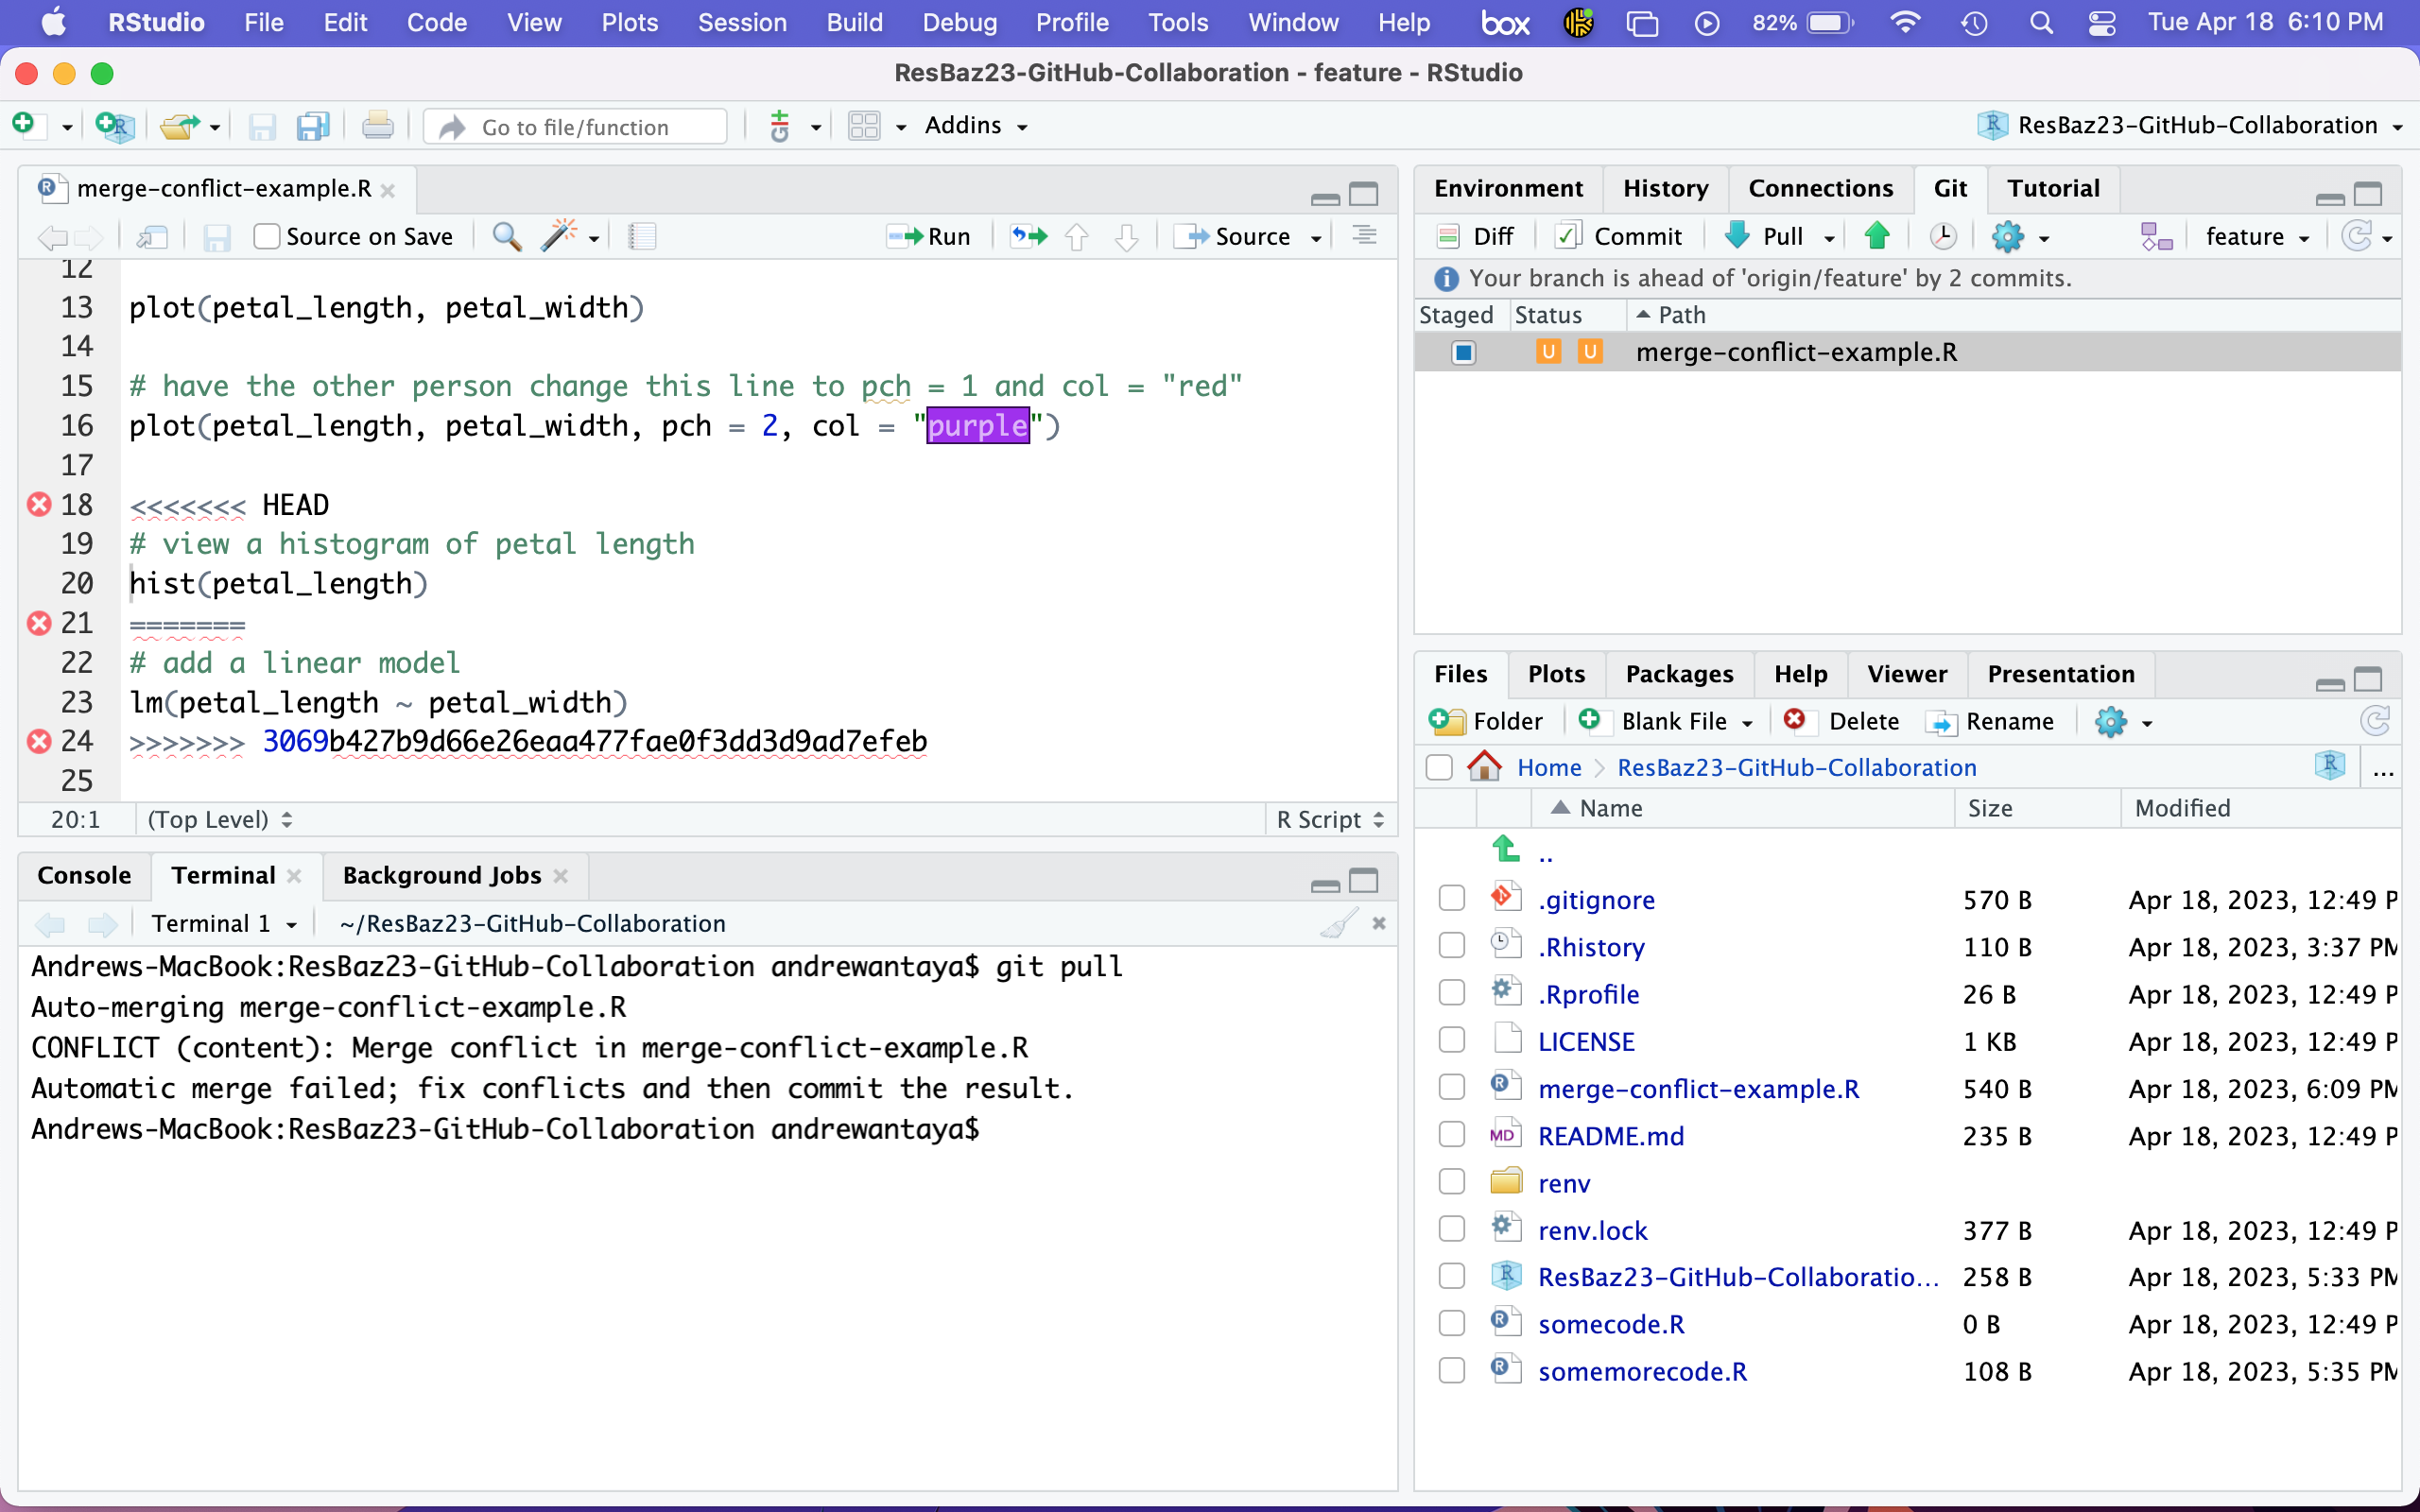 RStudio File Edit Code View Plots Session Build Debug Profile Tools Window Help box 82% Tue Apr 18 6:10 PM
ResBaz23-GitHub-Collaboration - feature - RStudio
Go to file/function Addins ResBaz23-GitHub-Collaboration
merge-conflict-example.R
Source on Save Run Source
12
13 plot(petal_length, petal_width)
14
15 # have the other person change this line to pch = 1 and col = "red"
16 plot(petal_length, petal_width, pch = 2, col = "purple")
17
18 <<<<<<< HEAD
19 # view a histogram of petal length
20 hist(petal_length)
21 =======
22 # add a linear model
23 lm(petal_length ~ petal_width)
24 >>>>>>> 3069b427b9d66e26eaa477fae0f3dd3d9ad7efeb
25
20:1 (Top Level) R Script
Console Terminal Background Jobs
Terminal 1 ~/ResBaz23-GitHub-Collaboration
Andrews-MacBook:ResBaz23-GitHub-Collaboration andrewantaya$ git pull
Auto-merging merge-conflict-example.R
CONFLICT (content): Merge conflict in merge-conflict-example.R
Automatic merge failed; fix conflicts and then commit the result.
Andrews-MacBook:ResBaz23-GitHub-Collaboration andrewantaya$
Environment History Connections Git Tutorial
Diff Commit Pull feature
Your branch is ahead of 'origin/feature' by 2 commits.
Staged Status Path
U U merge-conflict-example.R
Files Plots Packages Help Viewer Presentation
Folder Blank File Delete Rename
Home ResBaz23-GitHub-Collaboration ...
Name Size Modified
..
.gitignore 570 B Apr 18, 2023, 12:49 P
.Rhistory 110 B Apr 18, 2023, 3:37 PM
.Rprofile 26 B Apr 18, 2023, 12:49 P
LICENSE 1 KB Apr 18, 2023, 12:49 P
merge-conflict-example.R 540 B Apr 18, 2023, 6:09 PM
MD README.md 235 B Apr 18, 2023, 12:49 P
renv
renv.lock 377 B Apr 18, 2023, 12:49 P
ResBaz23-GitHub-Collaboratio... 258 B Apr 18, 2023, 5:33 PM
somecode.R 0 B Apr 18, 2023, 12:49 P
somemorecode.R 108 B Apr 18, 2023, 5:35 PM